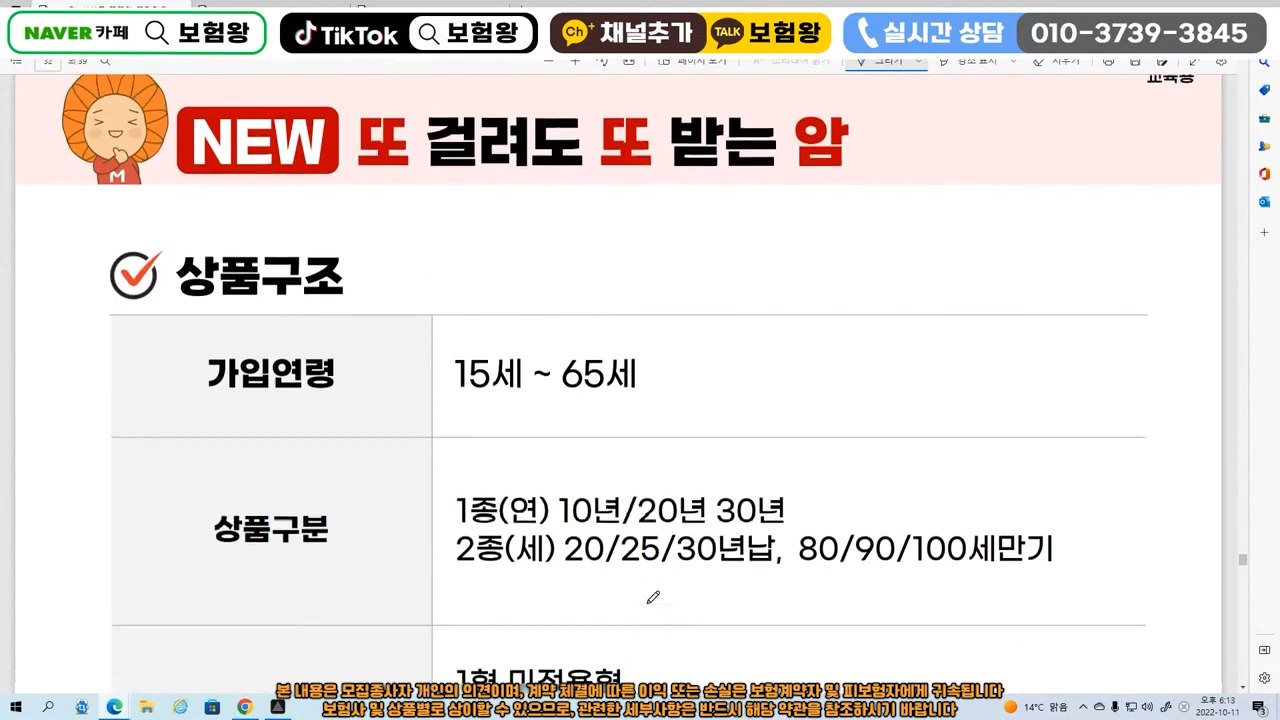 NAVER 카페 보험왕
TikTok 보험왕
Ch+ 채널추가 TALK 보험왕
실시간 상담 010-3739-3845
교육용
NEW 또 걸려도 또 받는 암
M
상품구조
가입연령
15세 ~ 65세
상품구분
1종(연) 10년/20년 30년
2종(세) 20/25/30년납, 80/90/100세만기
본 내용은 모집종사자 개인의 의견이며, 계약 체결에 따른 이익 또는 손실은 보험계약자 및 피보험자에게 귀속됩니다
보험사 및 상품별로 상이할 수 있으므로, 관련한 세부사항은 반드시 해당 약관을 참조하시기 바랍니다
14°C 맑음
오후 6:13
2022-10-11